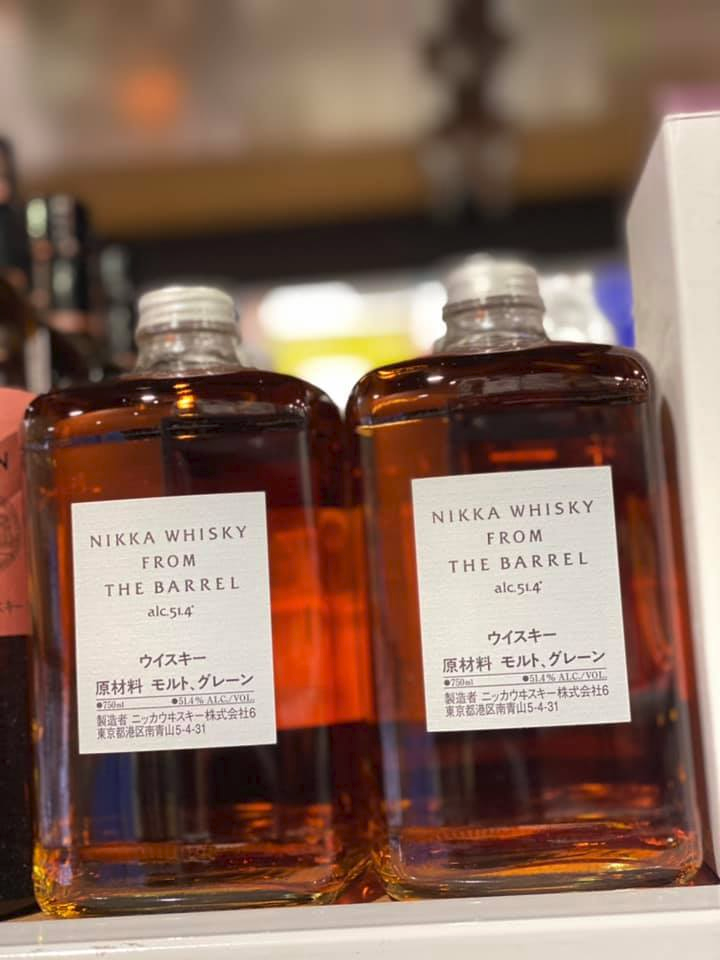 NIKKA WHISKY
FROM
THE BARREL
alc.51.4°
ウイスキー
原材料 モルト、グレーン
●750ml ●51.4% ALC./VOL.
製造者 ニッカウヰスキー株式会社6
東京都港区南青山5-4-31
NIKKA WHISKY
FROM
THE BARREL
alc.51.4°
ウイスキー
原材料 モルト、グレーン
●750ml ●51.4% ALC./VOL.
製造者 ニッカウヰスキー株式会社6
東京都港区南青山5-4-31